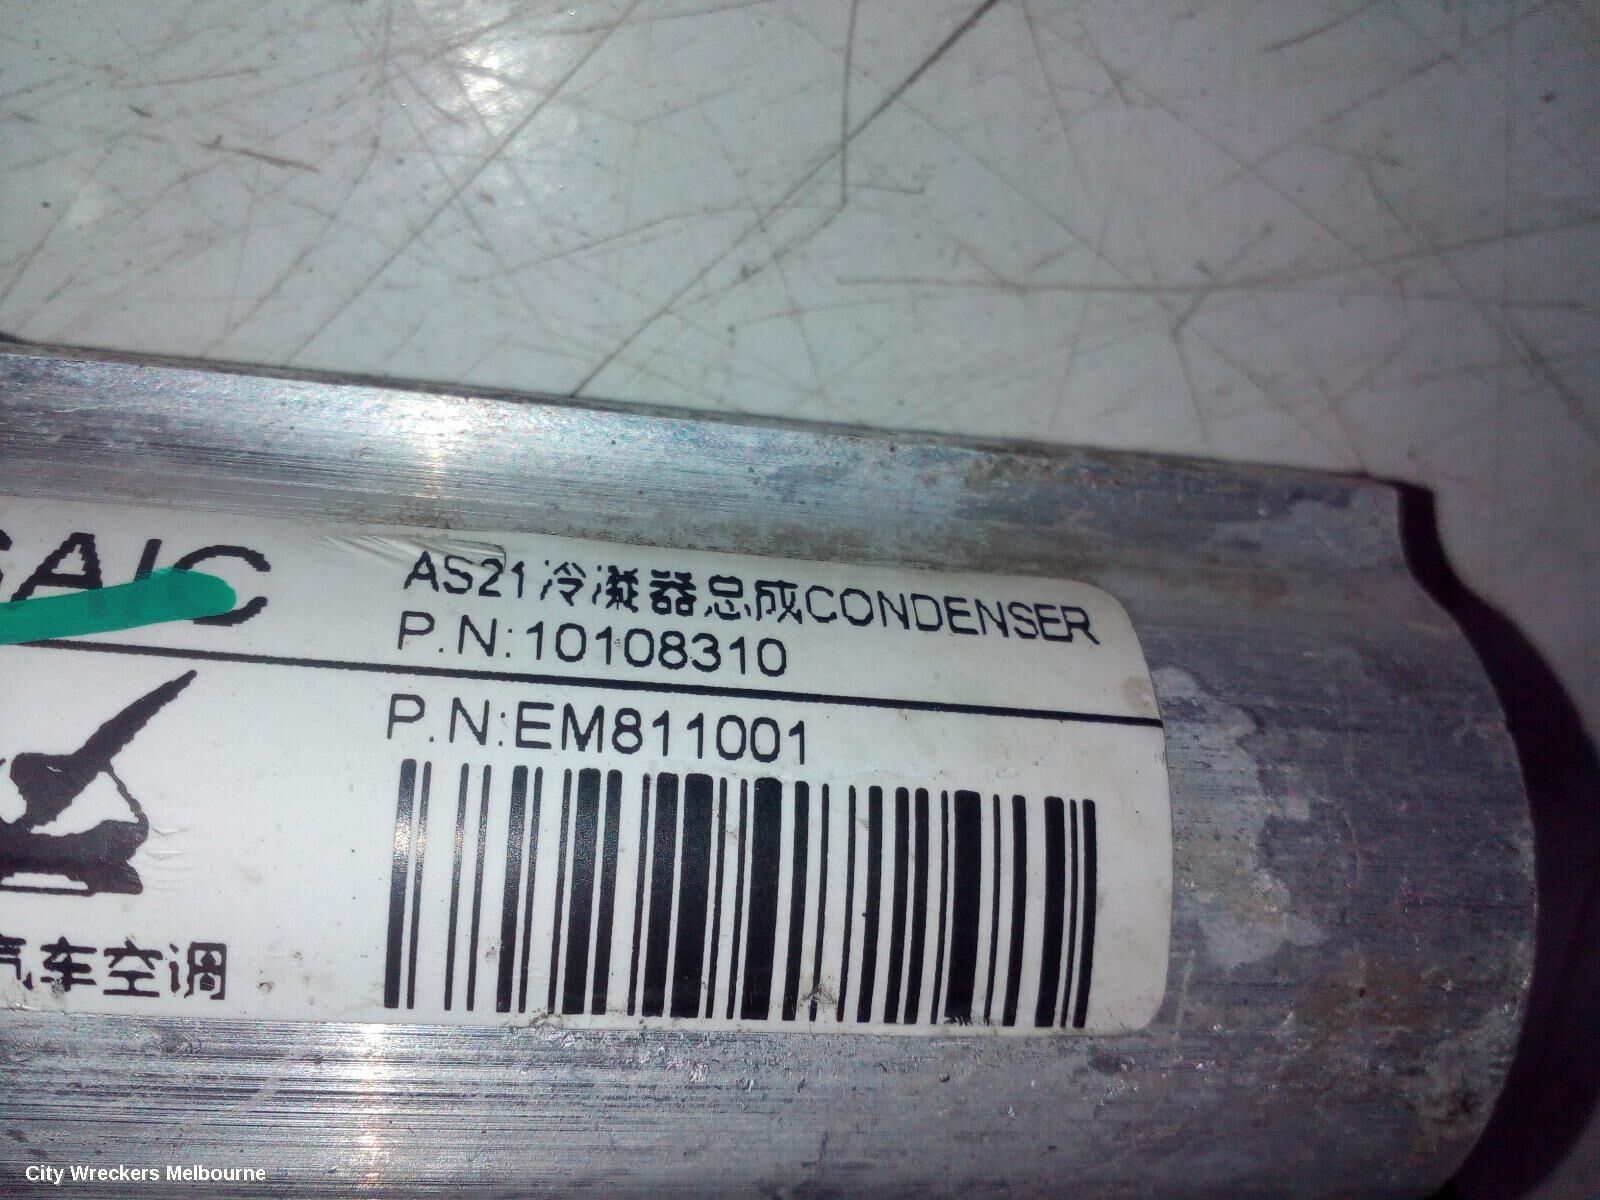 SAIC
AS21冷凝器总成CONDENSER
P.N:10108310
P.N:EM811001
汽车空调
City Wreckers Melbourne